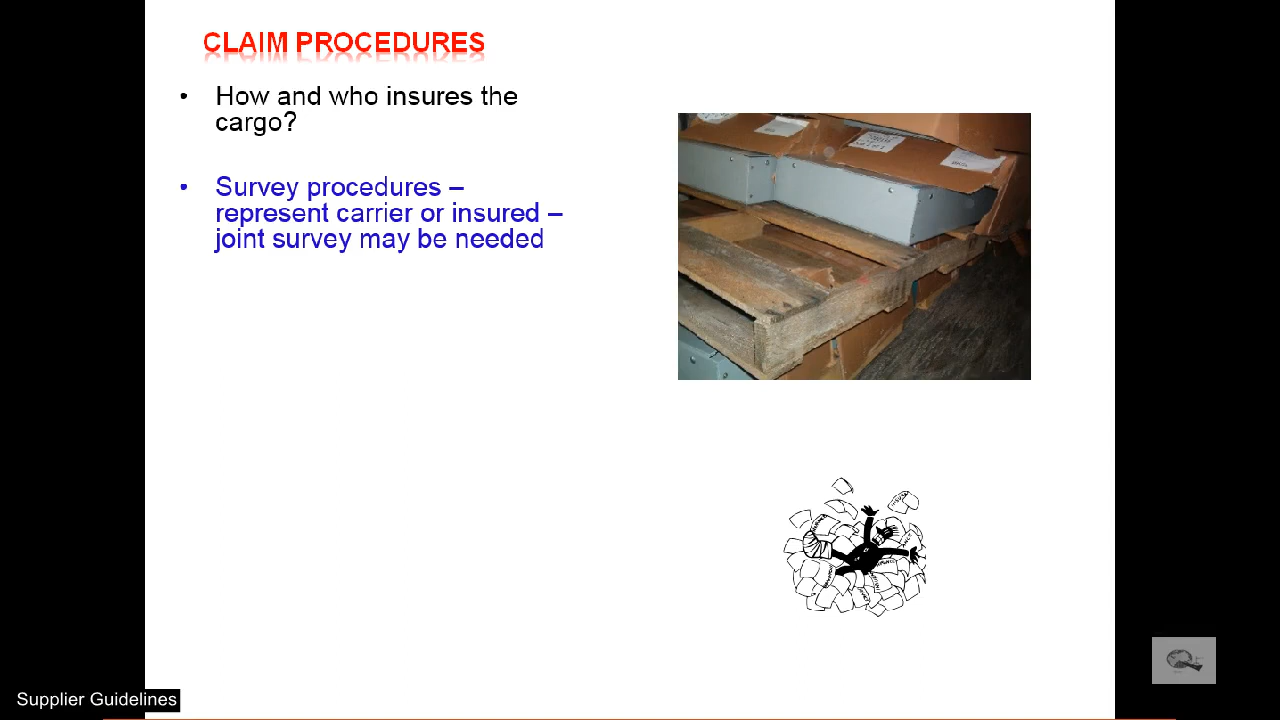 CLAIM PROCEDURES
• How and who insures the
cargo?
• Survey procedures –
represent carrier or insured –
joint survey may be needed
Supplier Guidelines